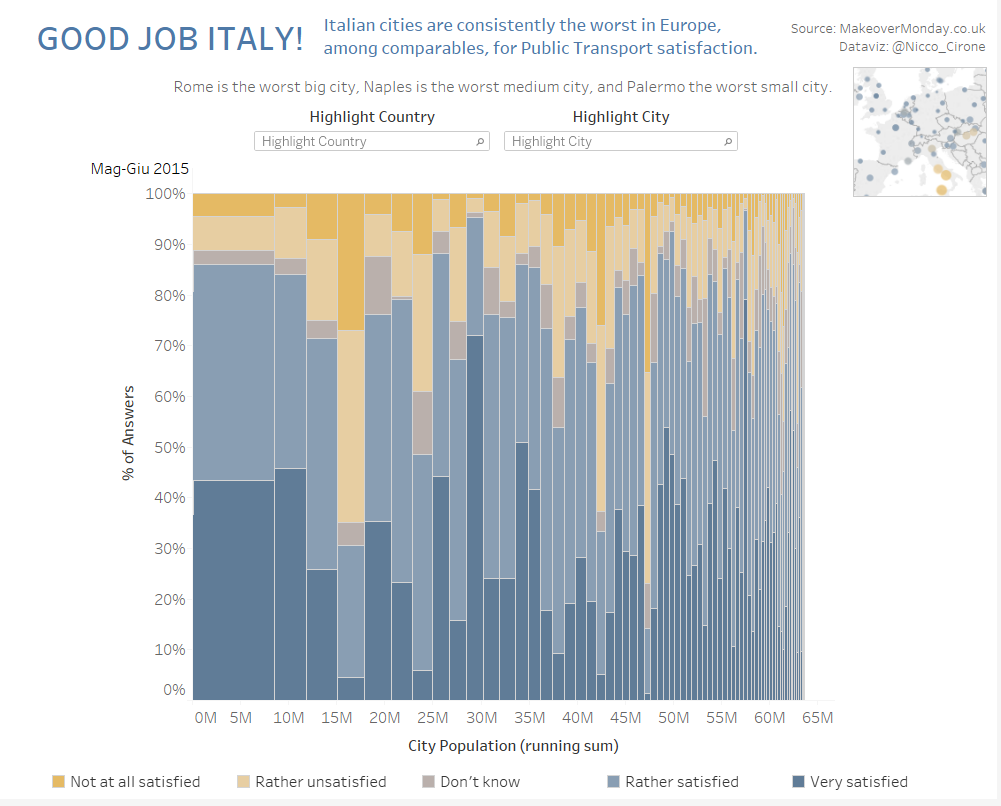 GOOD JOB ITALY!
Italian cities are consistently the worst in Europe,
among comparables, for Public Transport satisfaction.
Source: MakeoverMonday.co.uk
Dataviz: @Nicco_Cirone
Rome is the worst big city, Naples is the worst medium city, and Palermo the worst small city.
Highlight Country
Highlight City
Highlight Country
Highlight City
Mag-Giu 2015
100%
90%
80%
70%
60%
50%
40%
30%
20%
10%
0%
% of Answers
0M 5M 10M 15M 20M 25M 30M 35M 40M 45M 50M 55M 60M 65M
City Population (running sum)
Not at all satisfied
Rather unsatisfied
Don't know
Rather satisfied
Very satisfied